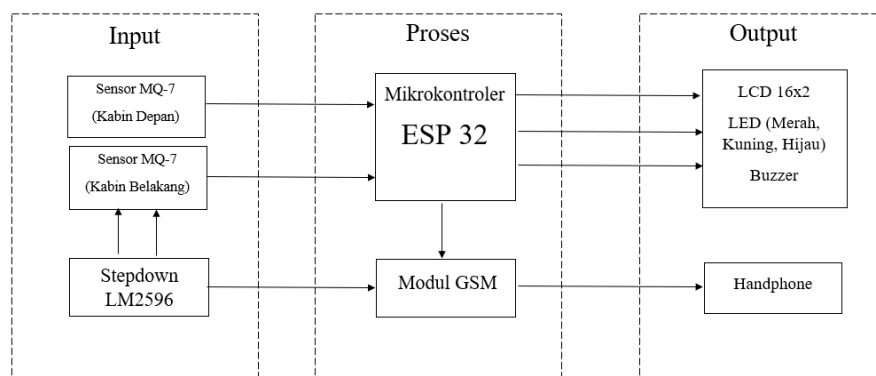 Input
Proses
Output
Sensor MQ-7
(Kabin Depan)
Sensor MQ-7
(Kabin Belakang)
Stepdown
LM2596
Mikrokontroler
ESP 32
Modul GSM
LCD 16x2
LED (Merah,
Kuning, Hijau)
Buzzer
Handphone